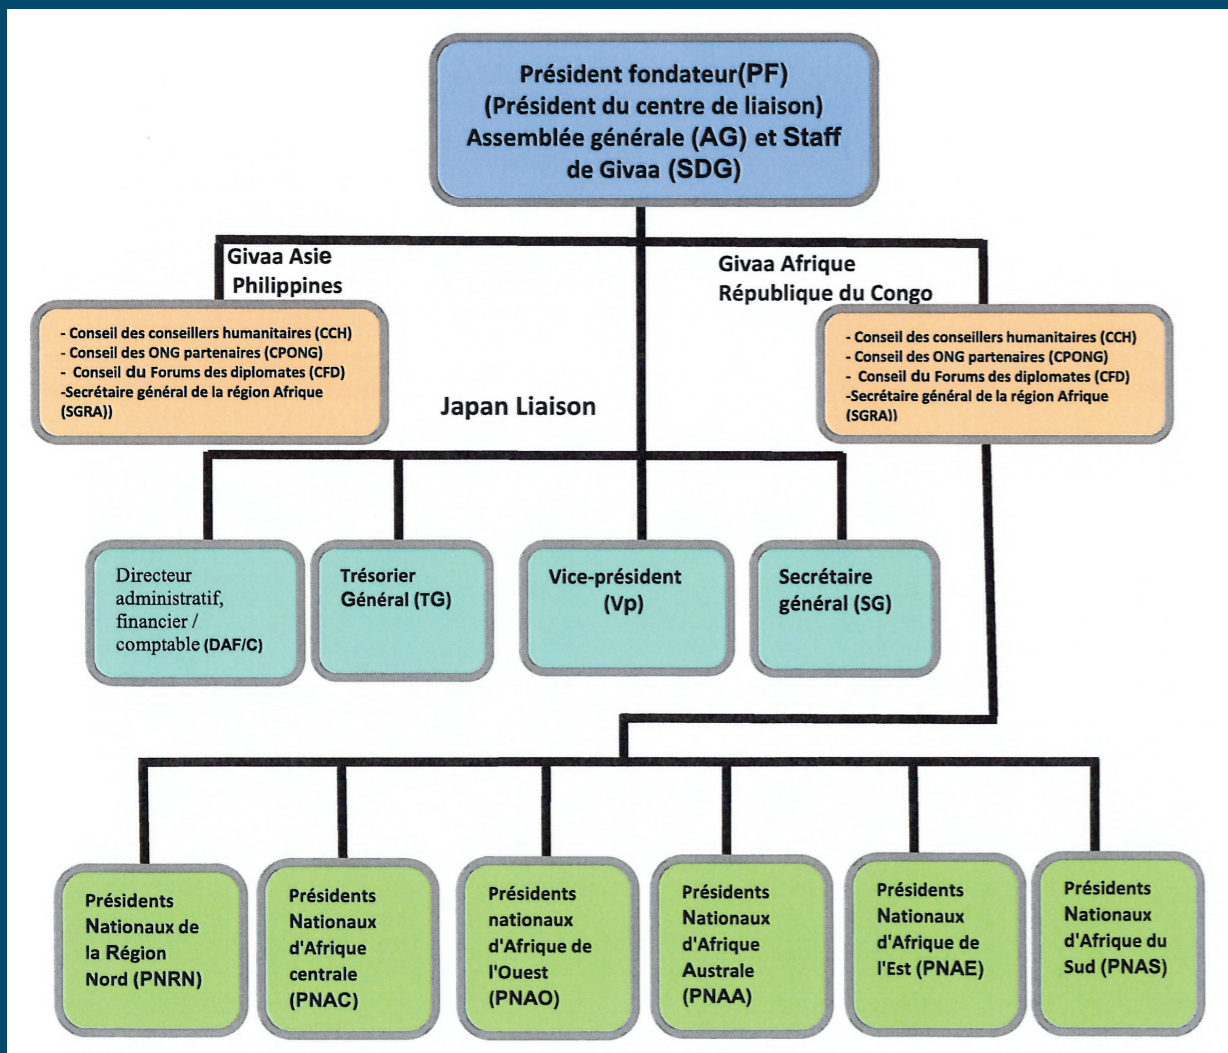 Président fondateur(PF)
(Président du centre de liaison)
Assemblée générale (AG) et Staff
de Givaa (SDG)
Givaa Asie
Philippines
Givaa Afrique
République du Congo
- Conseil des conseillers humanitaires (CCH)
- Conseil des ONG partenaires (CPONG)
- Conseil du Forums des diplomates (CFD)
-Secrétaire général de la région Afrique
(SGRA))
- Conseil des conseillers humanitaires (CCH)
- Conseil des ONG partenaires (CPONG)
- Conseil du Forums des diplomates (CFD)
-Secrétaire général de la région Afrique
(SGRA))
Japan Liaison
Directeur
administratif,
financier /
comptable (DAF/C)
Trésorier
Général (TG)
Vice-président
(Vp)
Secrétaire
général (SG)
Présidents
Nationaux de
la Région
Nord (PNRN)
Présidents
Nationaux
d'Afrique
centrale
(PNAC)
Présidents
nationaux
d'Afrique de
l'Ouest
(PNAO)
Présidents
Nationaux
d'Afrique
Australe
(PNAA)
Présidents
Nationaux
d'Afrique de
l'Est (PNAE)
Présidents
Nationaux
d'Afrique du
Sud (PNAS)